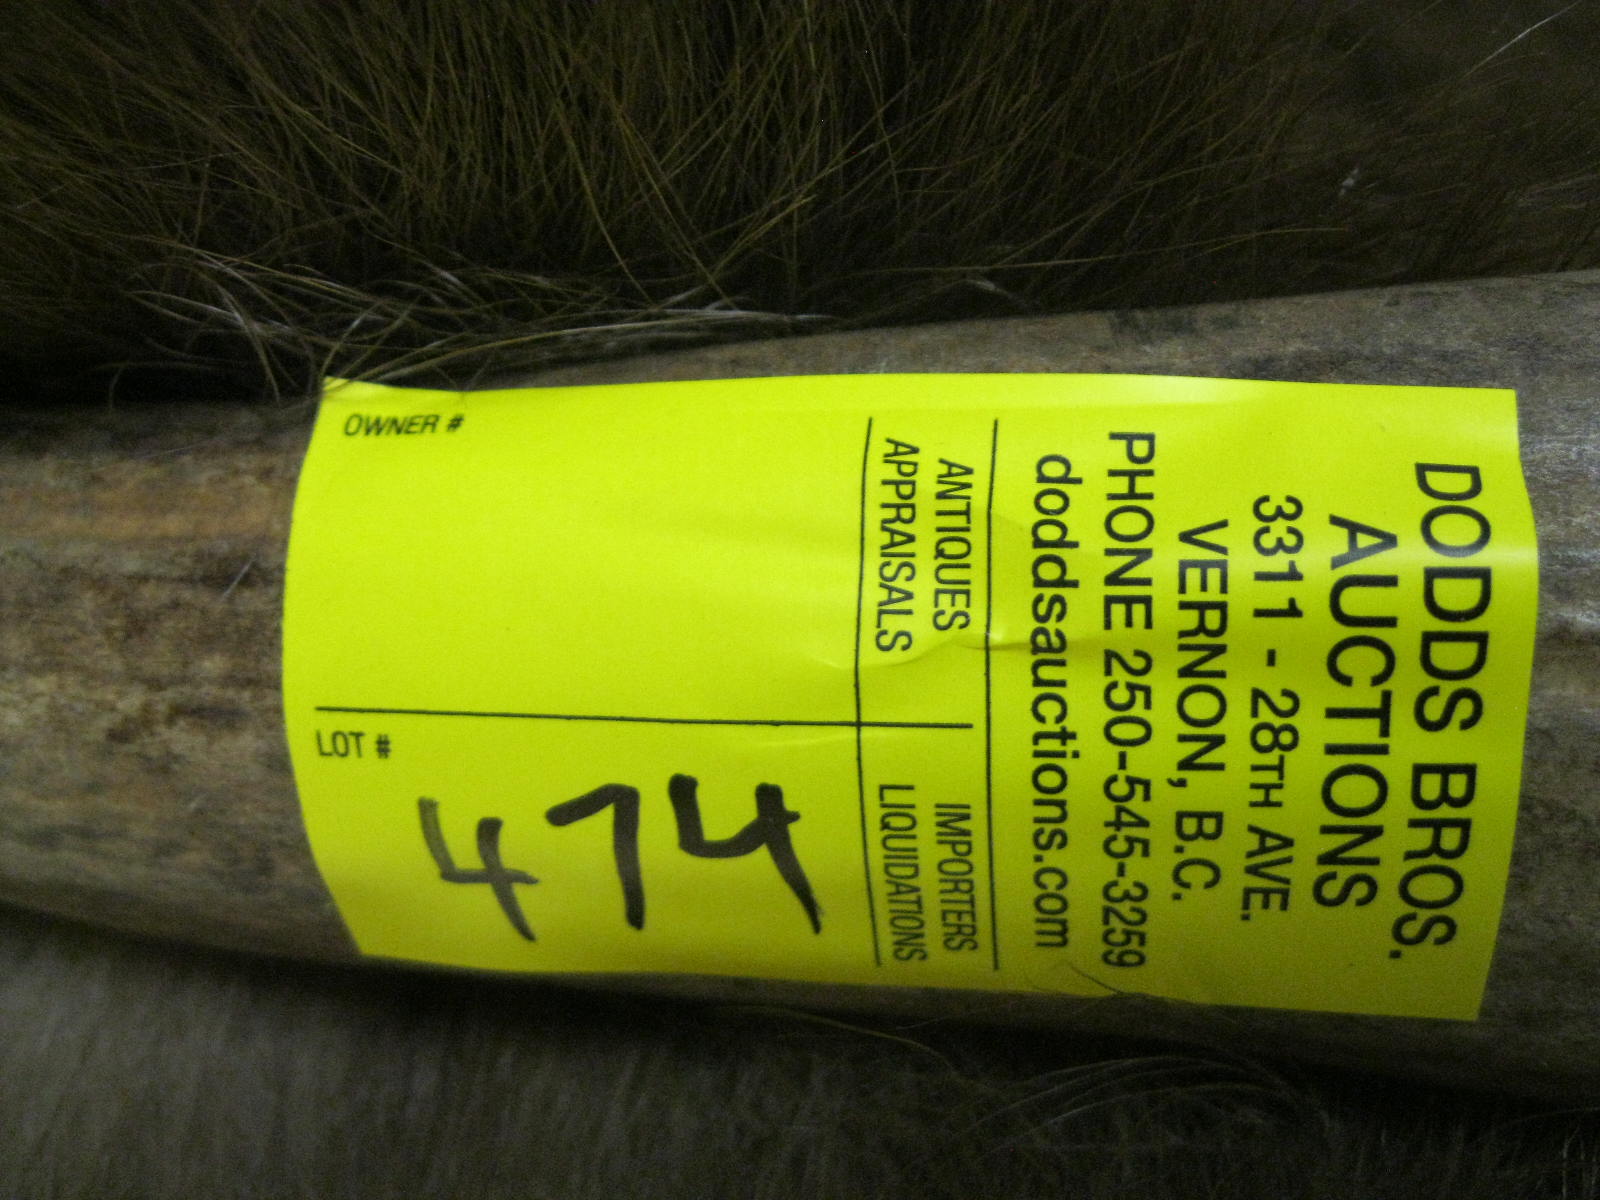 DODDS BROS.
AUCTIONS
3311 - 28TH AVE.
VERNON, B.C.
PHONE 250-545-3259
doddsauctions.com
ANTIQUES IMPORTERS
APPRAISALS LIQUIDATIONS
474
OWNER # LOT #